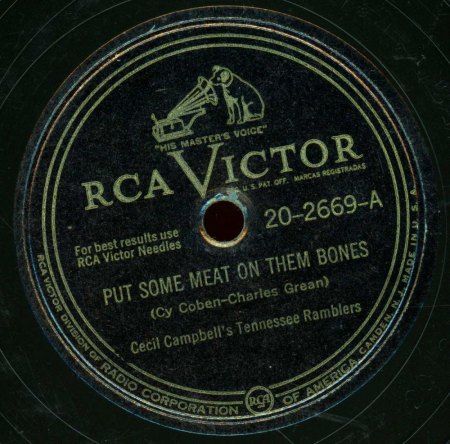 "HIS MASTER'S VOICE"
RCA VICTOR
U.S. PAT. OFF. MARCAS REGISTRADAS
20-2669-A
For best results use
RCA Victor Needles
PUT SOME MEAT ON THEM BONES
(Cy Coben-Charles Grean)
Cecil Campbell's Tennessee Ramblers
RCA VICTOR DIVISION OF RADIO CORPORATION OF AMERICA, CAMDEN, N.J. MADE IN U.S.A.
RCA